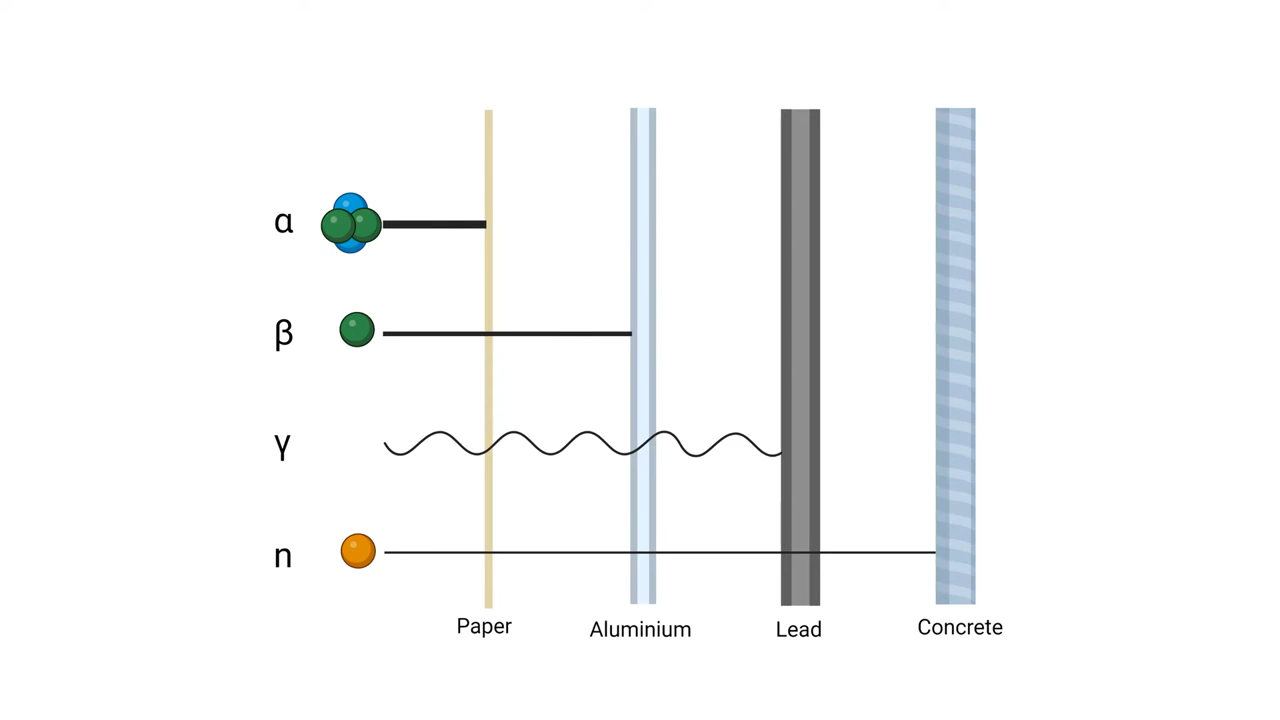 α
β
γ
n
Paper
Aluminium
Lead
Concrete